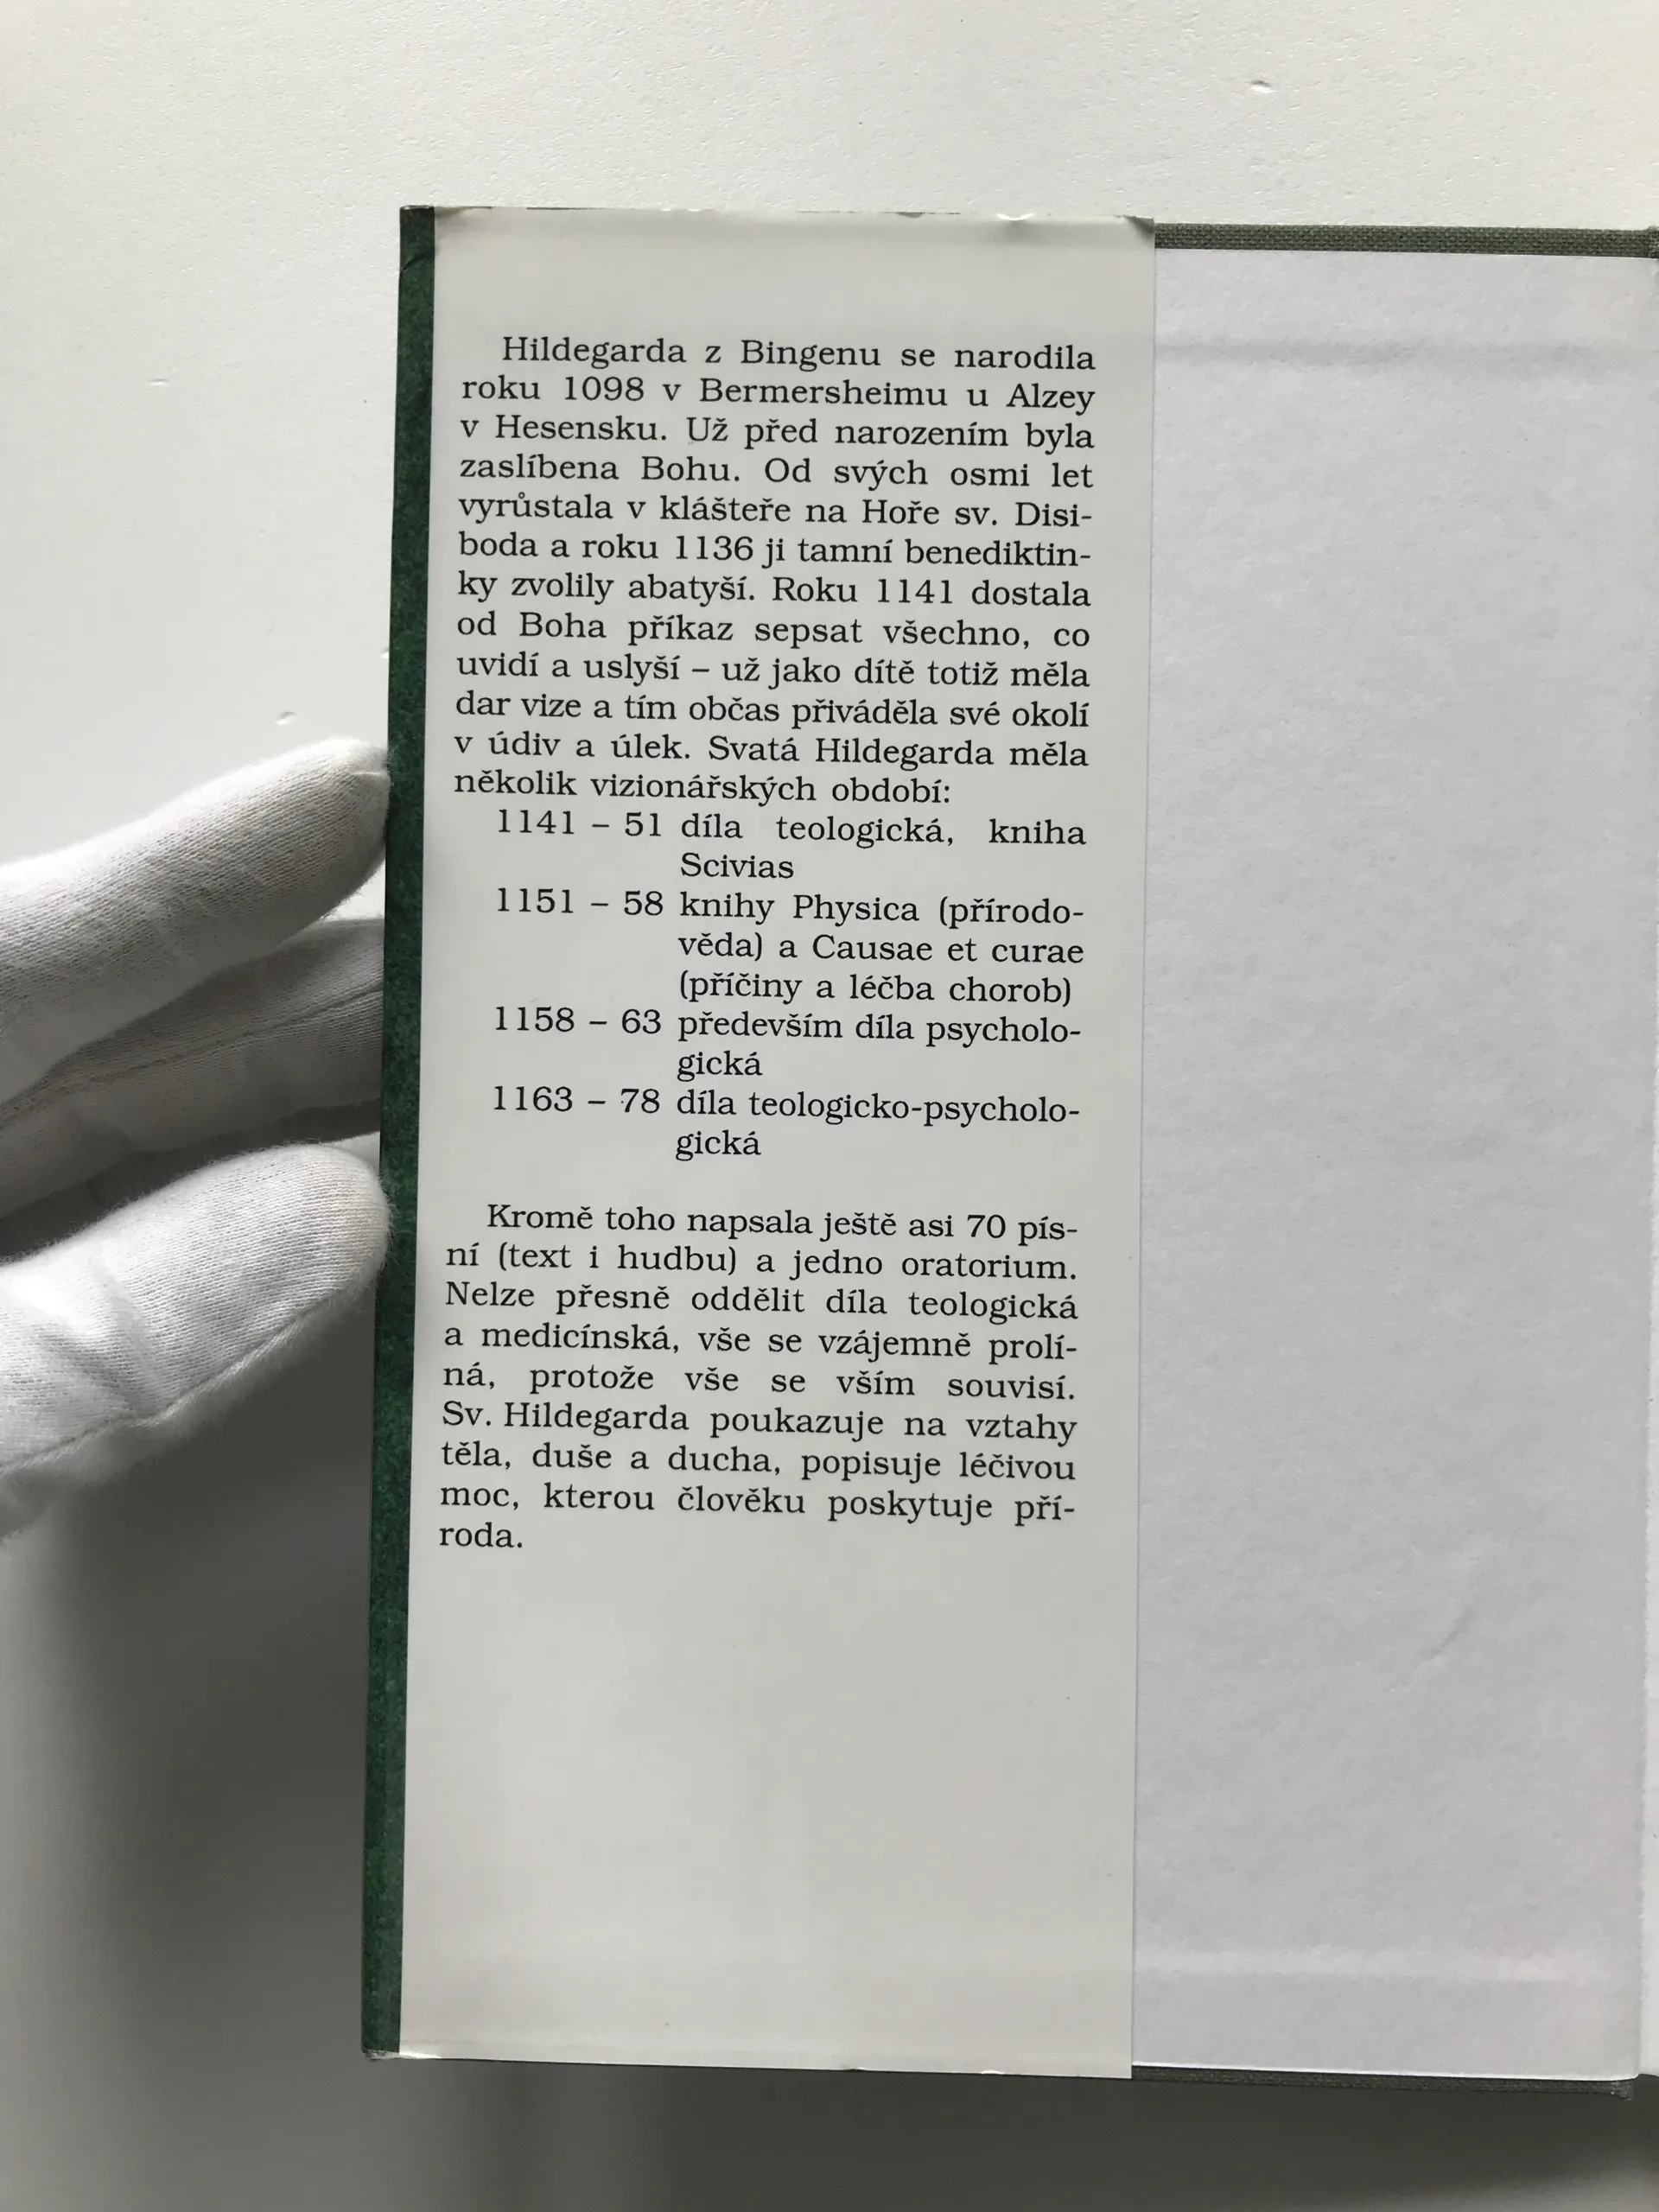 Hildegarda z Bingenu se narodila
roku 1098 v Bermersheimu u Alzey
v Hesensku. Už před narozením byla
zaslíbena Bohu. Od svých osmi let
vyrůstala v klášteře na Hoře sv. Disi-
boda a roku 1136 ji tamní benediktin-
ky zvolily abatyší. Roku 1141 dostala
od Boha příkaz sepsat všechno, co
uvidí a uslyší – už jako dítě totiž měla
dar vize a tím občas přiváděla své okolí
v údiv a úlek. Svatá Hildegarda měla
několik vizionářských období:
1141 – 51 díla teologická, kniha
Scivias
1151 – 58 knihy Physica (přírodo-
věda) a Causae et curae
(příčiny a léčba chorob)
1158 – 63 především díla psycholo-
gická
1163 – 78 díla teologicko-psycholo-
gická
Kromě toho napsala ještě asi 70 pís-
ní (text i hudbu) a jedno oratorium.
Nelze přesně oddělit díla teologická
a medicínská, vše se vzájemně prolí-
ná, protože vše se vším souvisí.
Sv. Hildegarda poukazuje na vztahy
těla, duše a ducha, popisuje léčivou
moc, kterou člověku poskytuje pří-
roda.